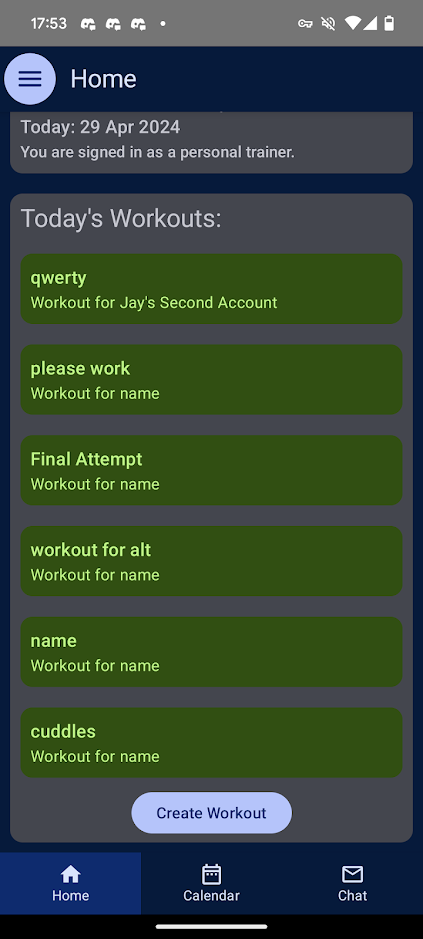 17:53
Home
Today: 29 Apr 2024
You are signed in as a personal trainer.
Today's Workouts:
qwerty
Workout for Jay's Second Account
please work
Workout for name
Final Attempt
Workout for name
workout for alt
Workout for name
name
Workout for name
cuddles
Workout for name
Create Workout
Home
Calendar
Chat